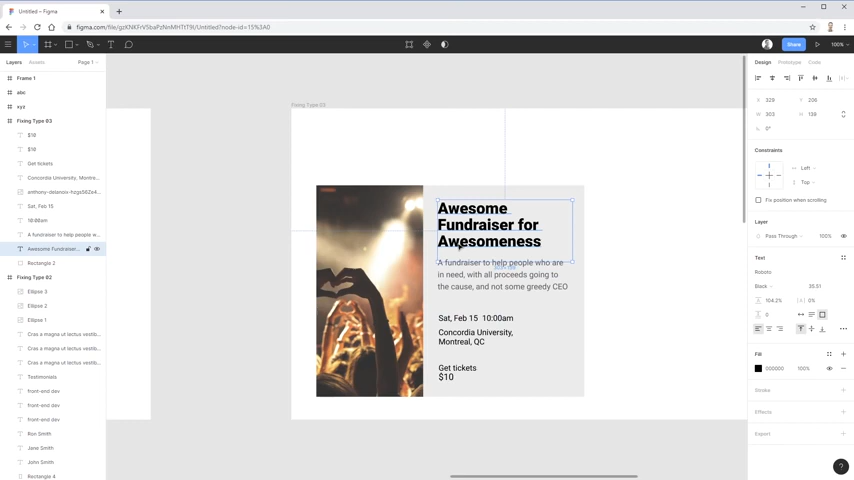 Untitled – Figma
figma.com/file/gzKNKFrV5baPzNnMHTtT9l/Untitled?node-id=15%3A0
Share
100%
Layers
Assets
Page 1
Design
Prototype
Code
Frame 1
abc
xyz
Fixing Type 03
$10
$10
Get tickets
Concordia University, Montre...
anthony-delanoix-hzgs562e4...
Sat, Feb 15
10:00am
A fundraiser to help people w...
Awesome Fundraiser...
Rectangle 2
Fixing Type 02
Ellipse 3
Ellipse 2
Ellipse 1
Cras a magna ut lectus vestib...
Cras a magna ut lectus vestib...
Cras a magna ut lectus vestib...
Testimonials
front-end dev
front-end dev
front-end dev
Ron Smith
Jane Smith
John Smith
Rectangle 4
Fixing Type 03
Awesome
Fundraiser for
Awesomeness
A fundraiser to help people who are
in need, with all proceeds going to
the cause, and not some greedy CEO
Sat, Feb 15 10:00am
Concordia University,
Montreal, QC
Get tickets
$10
X 329 Y 206
W 303 H 139
0°
Constraints
Left
Top
Fix position when scrolling
Layer
Pass Through 100%
Text
Roboto
Black 35.51
104.2% 0%
0
Fill
000000 100%
Stroke
Effects
Export
?